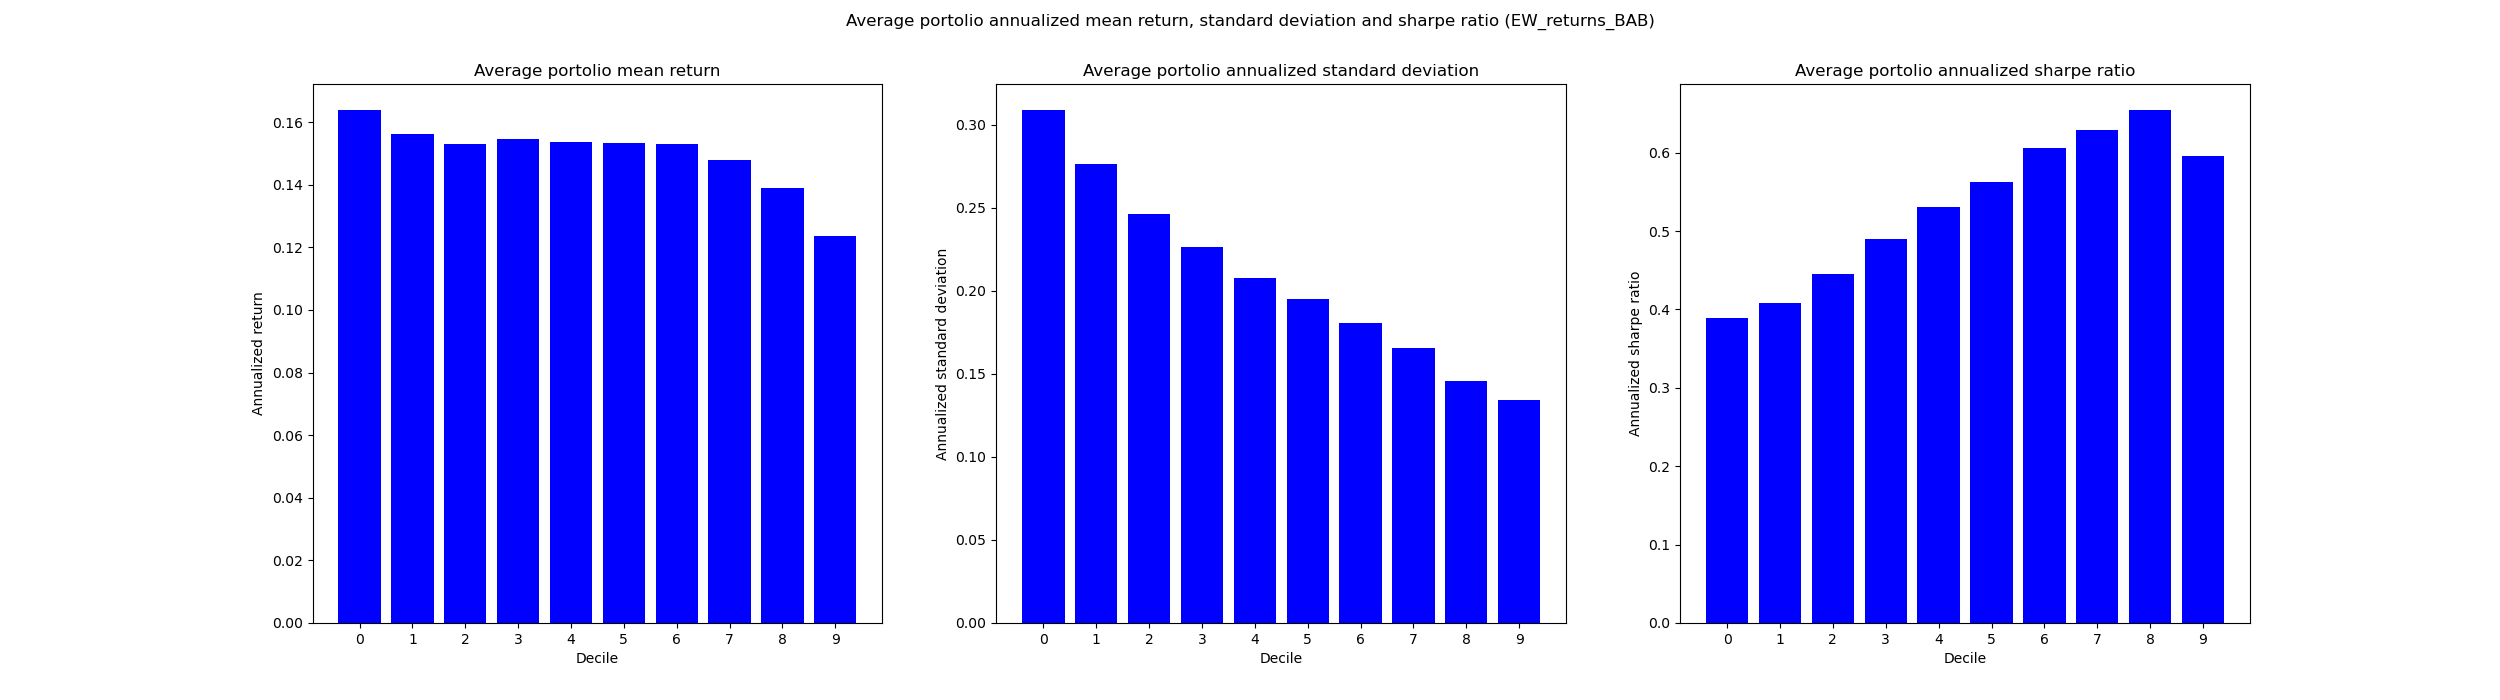 Average portolio annualized mean return, standard deviation and sharpe ratio (EW_returns_BAB)
Average portolio mean return
Annualized return
0.16
0.14
0.12
0.10
0.08
0.06
0.04
0.02
0.00
0 1 2 3 4 5 6 7 8 9
Decile
Average portolio annualized standard deviation
Annualized standard deviation
0.30
0.25
0.20
0.15
0.10
0.05
0.00
0 1 2 3 4 5 6 7 8 9
Decile
Average portolio annualized sharpe ratio
Annualized sharpe ratio
0.6
0.5
0.4
0.3
0.2
0.1
0.0
0 1 2 3 4 5 6 7 8 9
Decile